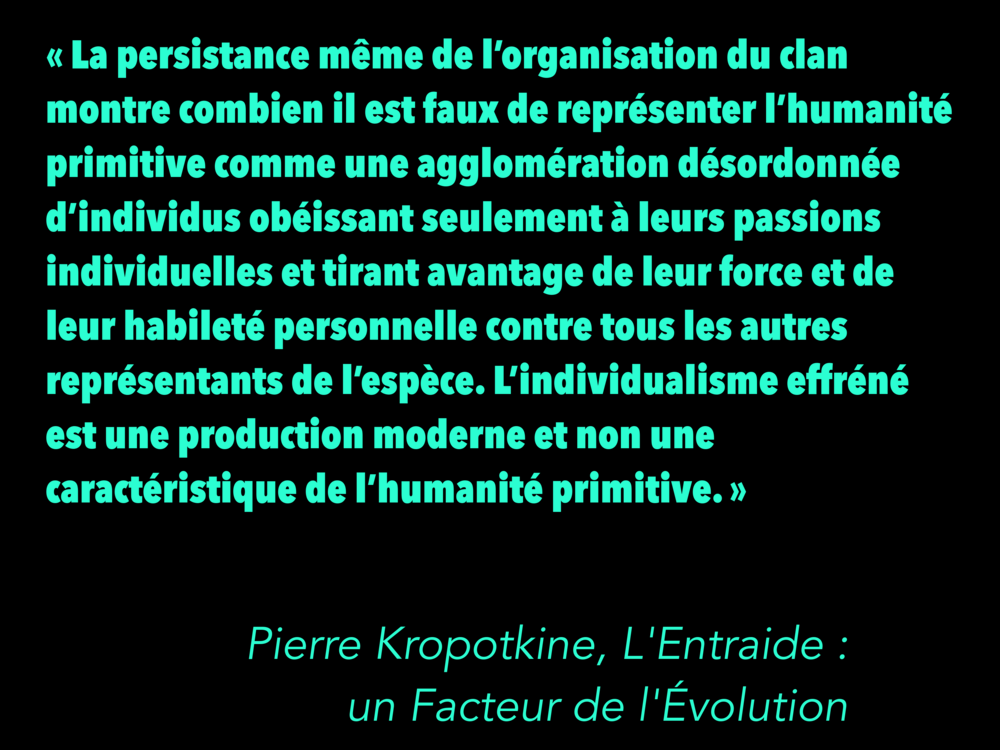 « La persistance même de l’organisation du clan
montre combien il est faux de représenter l’humanité
primitive comme une agglomération désordonnée
d’individus obéissant seulement à leurs passions
individuelles et tirant avantage de leur force et de
leur habileté personnelle contre tous les autres
représentants de l’espèce. L’individualisme effréné
est une production moderne et non une
caractéristique de l’humanité primitive. »
Pierre Kropotkine, L'Entraide :
un Facteur de l'Évolution